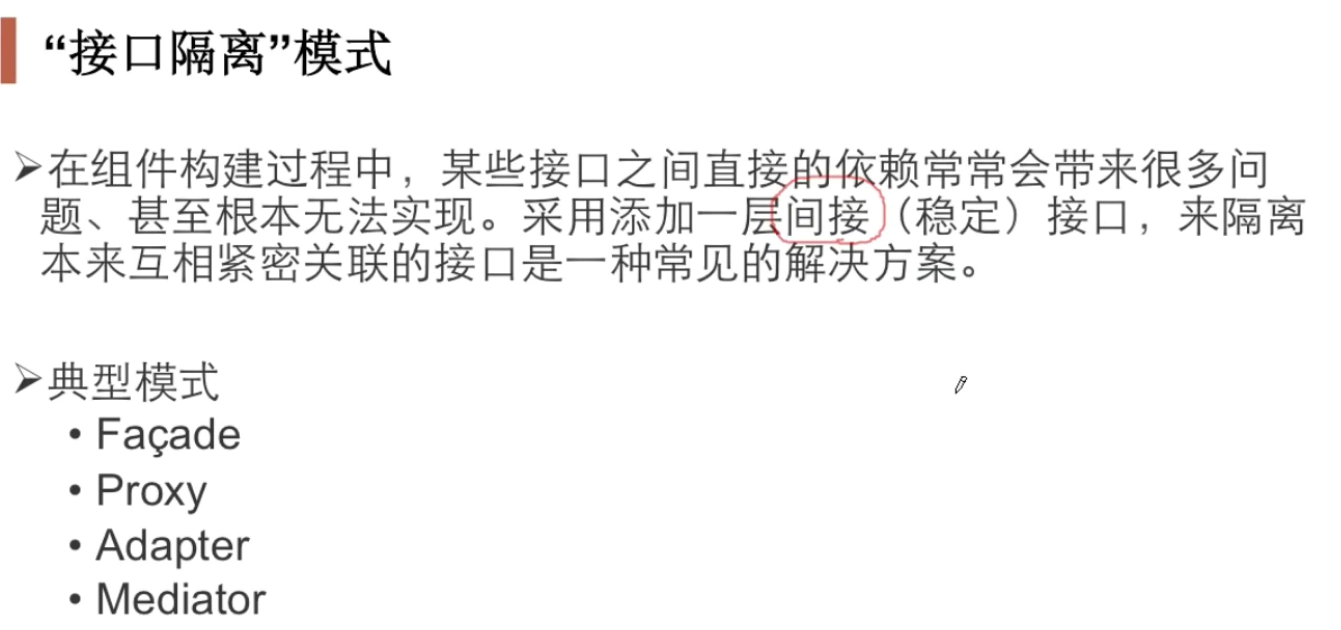 “接口隔离”模式
➢在组件构建过程中，某些接口之间直接的依赖常常会带来很多问
题、甚至根本无法实现。采用添加一层间接（稳定）接口，来隔离
本来互相紧密关联的接口是一种常见的解决方案。
➢典型模式
• Façade
• Proxy
• Adapter
• Mediator